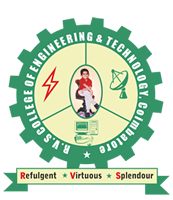 R.V.S COLLEGE OF ENGINEERING & TECHNOLOGY, Coimbatore
Refulgent ★ Virtuous ★ Splendour